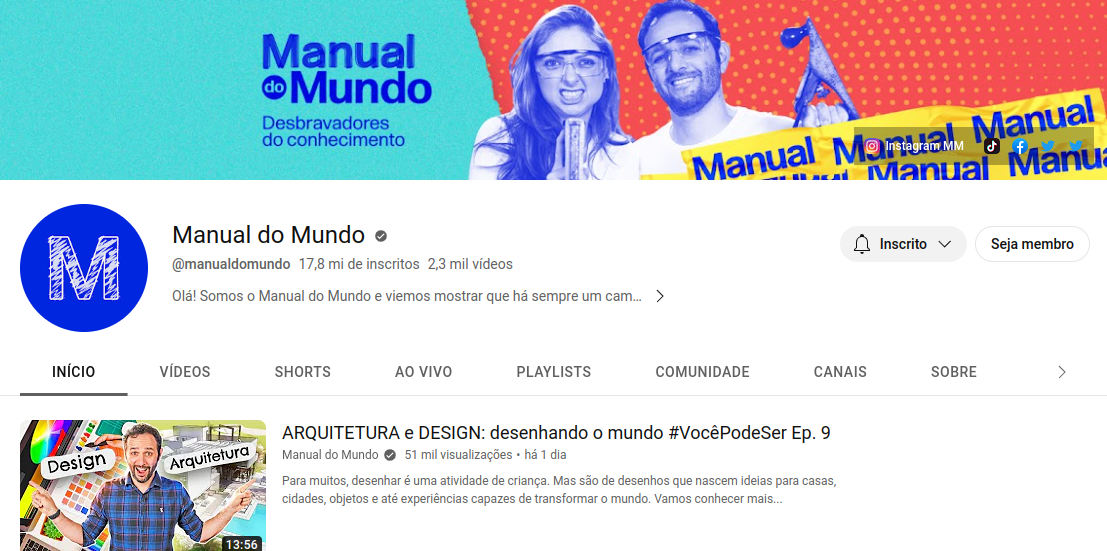 Manual
do Mundo
Desbravadores
do conhecimento
Manual Manual Manual
Manual Manual Manu
Instagram MM
M
Manual do Mundo
@manualdomundo 17,8 mi de inscritos 2,3 mil vídeos
Olá! Somos o Manual do Mundo e viemos mostrar que há sempre um cam...
Inscrito
Seja membro
INÍCIO VÍDEOS SHORTS AO VIVO PLAYLISTS COMUNIDADE CANAIS SOBRE
Design
Arquitetura
13:56
ARQUITETURA e DESIGN: desenhando o mundo #VocêPodeSer Ep. 9
Manual do Mundo 51 mil visualizações • há 1 dia
Para muitos, desenhar é uma atividade de criança. Mas são de desenhos que nascem ideias para casas,
cidades, objetos e até experiências capazes de transformar o mundo. Vamos conhecer mais...